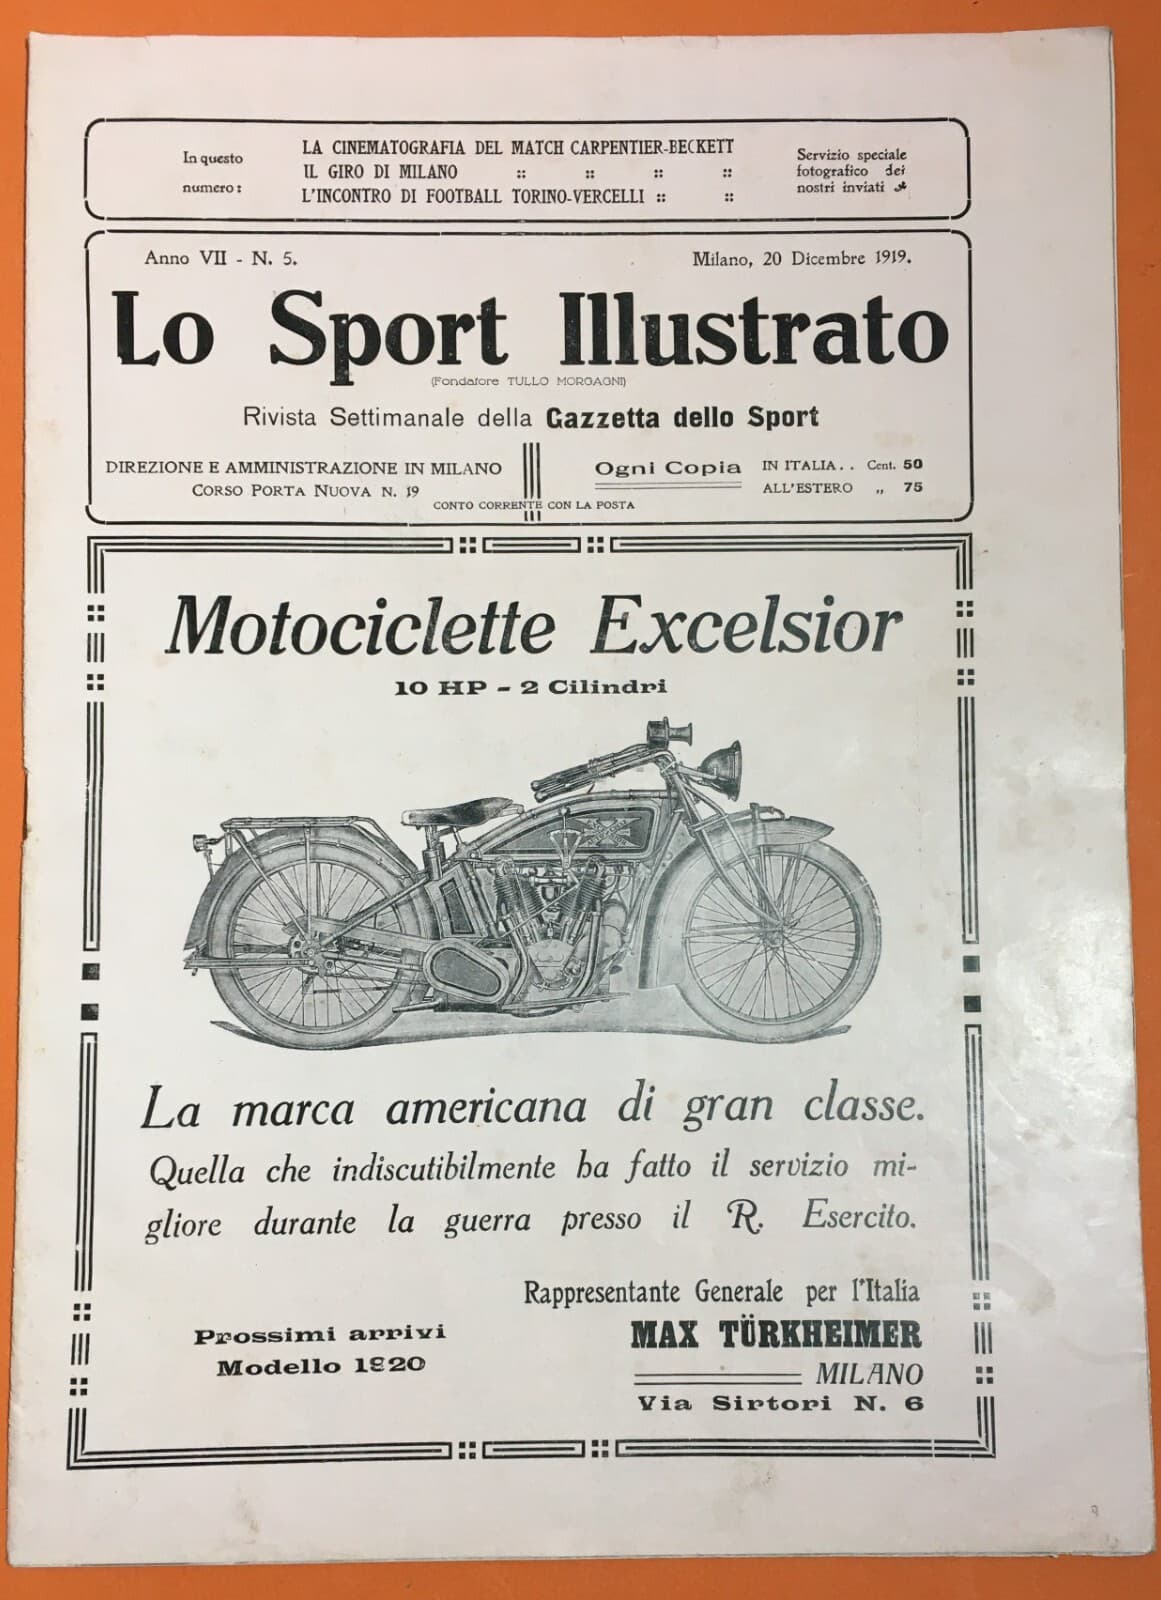 In questo
numero:
LA CINEMATOGRAFIA DEL MATCH CARPENTIER-BECKETT
IL GIRO DI MILANO :: :: :: ::
L'INCONTRO DI FOOTBALL TORINO-VERCELLI :: ::
Servizio speciale
fotografico dei
nostri inviati
Anno VII - N. 5.
Milano, 20 Dicembre 1919.
Lo Sport Illustrato
(Fondatore TULLO MORGAGNI)
Rivista Settimanale della Gazzetta dello Sport
DIREZIONE E AMMINISTRAZIONE IN MILANO
CORSO PORTA NUOVA N. 19
Ogni Copia
IN ITALIA. . Cent. 50
ALL'ESTERO „ 75
CONTO CORRENTE CON LA POSTA
Motociclette Excelsior
10 HP - 2 Cilindri
La marca americana di gran classe.
Quella che indiscutibilmente ha fatto il servizio mi-
gliore durante la guerra presso il R. Esercito.
Rappresentante Generale per l'Italia
MAX TÜRKHEIMER
MILANO
Via Sirtori N. 6
Prossimi arrivi
Modello 1920